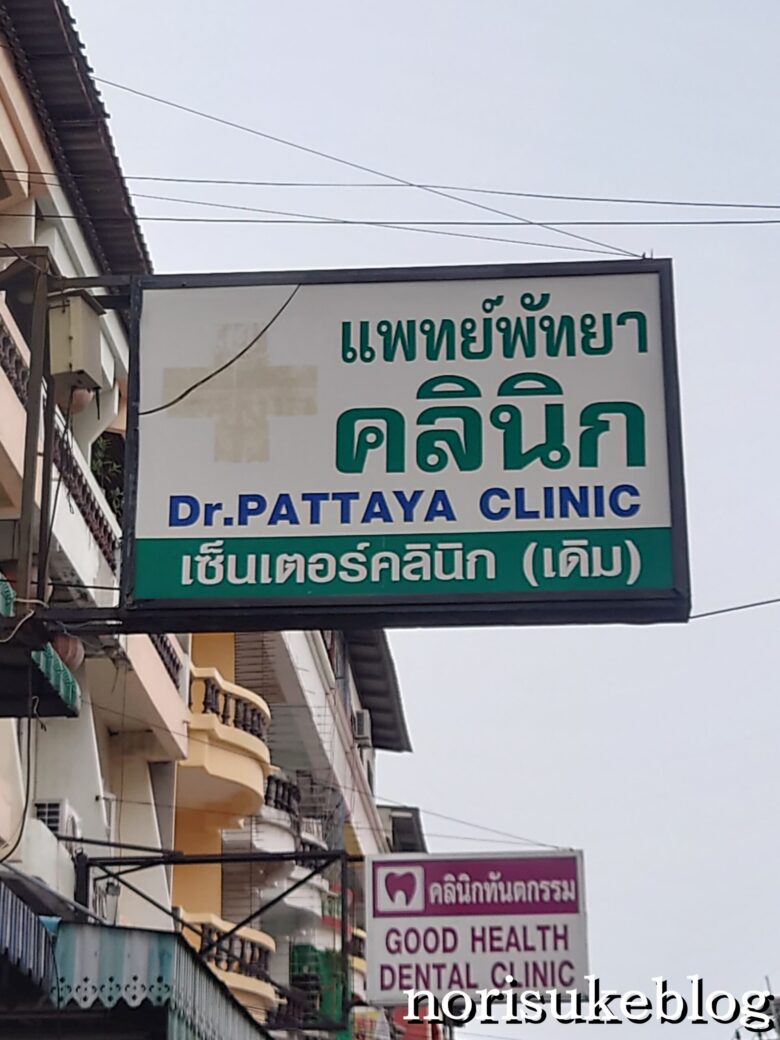 แพทย์พัทยา
คลินิก
Dr.PATTAYA CLINIC
เซ็นเตอร์คลินิก (เดิม)
คลินิกทันตกรรม
GOOD HEALTH
DENTAL CLINIC
norisukeblog